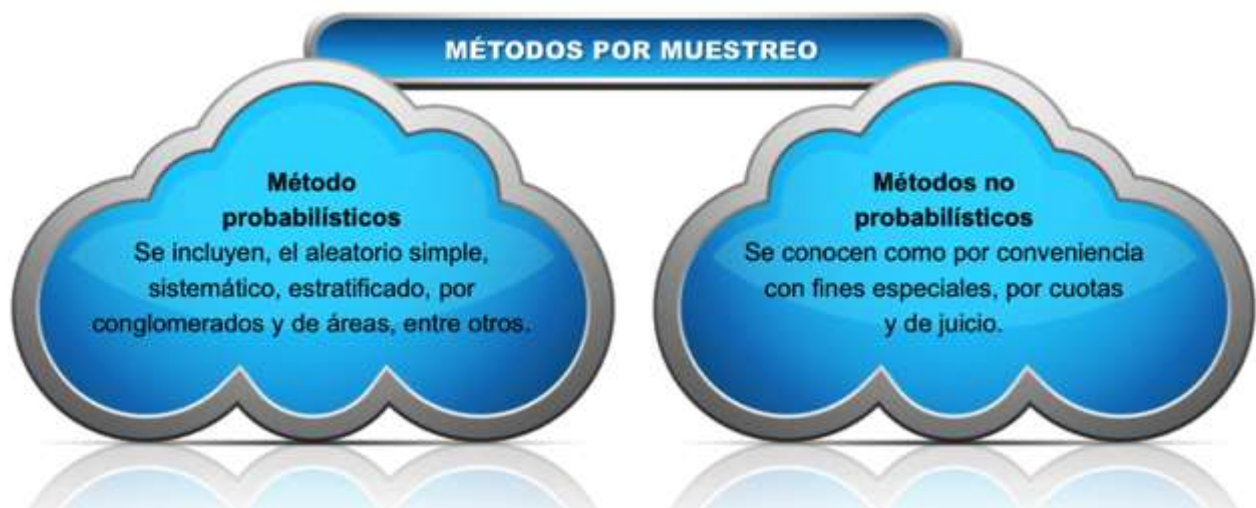 MÉTODOS POR MUESTREO
Método
probabilísticos
Se incluyen, el aleatorio simple,
sistemático, estratificado, por
conglomerados y de áreas, entre otros.
Métodos no
probabilísticos
Se conocen como por conveniencia
con fines especiales, por cuotas
y de juicio.